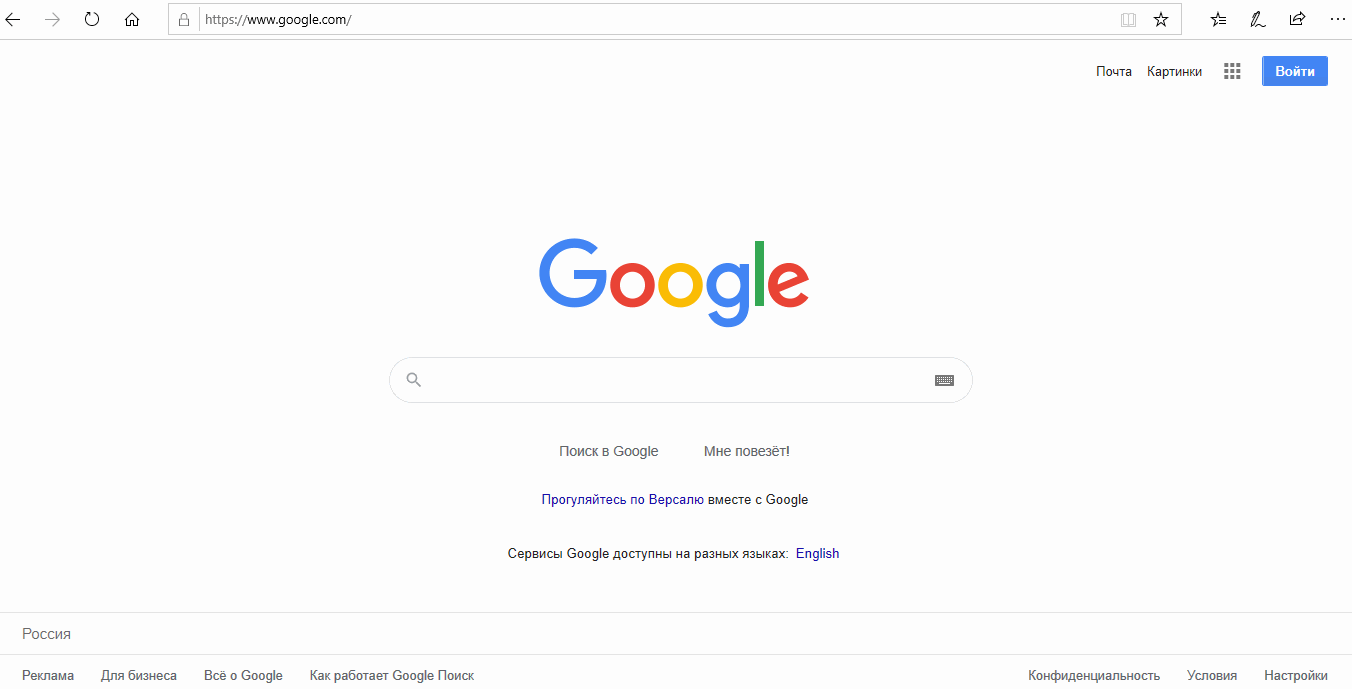 https://www.google.com/
Почта Картинки Войти
Google
Поиск в Google Мне повезёт!
Прогуляйтесь по Версалю вместе с Google
Сервисы Google доступны на разных языках: English
Россия
Реклама Для бизнеса Всё о Google Как работает Google Поиск Конфиденциальность Условия Настройки